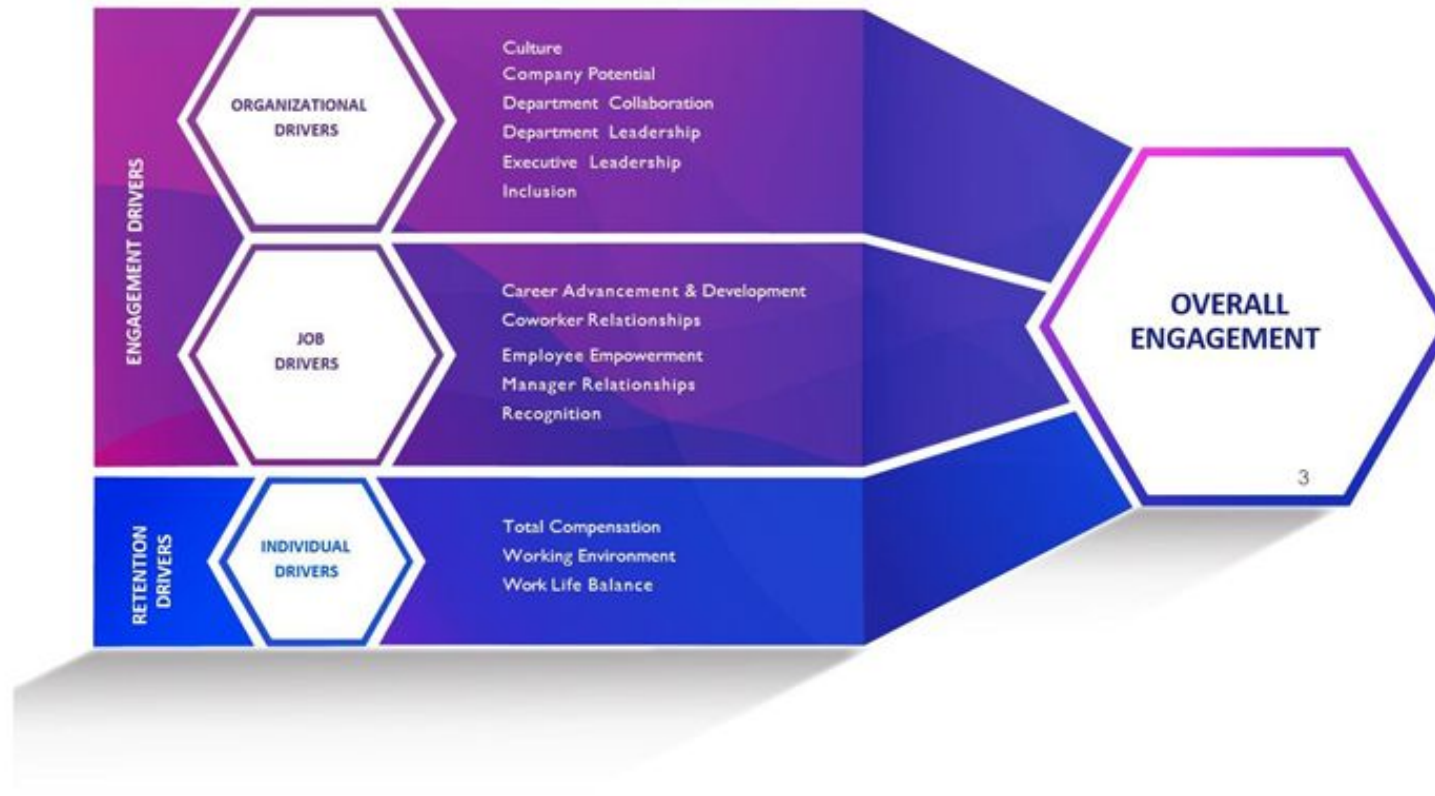 ENGAGEMENT DRIVERS
ORGANIZATIONAL
DRIVERS
Culture
Company Potential
Department Collaboration
Department Leadership
Executive Leadership
Inclusion
JOB
DRIVERS
Career Advancement & Development
Coworker Relationships
Employee Empowerment
Manager Relationships
Recognition
RETENTION
DRIVERS
INDIVIDUAL
DRIVERS
Total Compensation
Working Environment
Work Life Balance
OVERALL
ENGAGEMENT
3